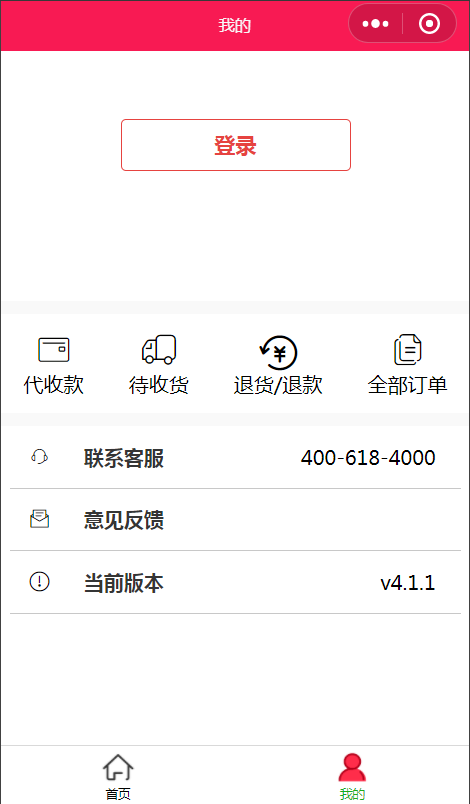 我的
登录
代收款 待收货 退货/退款 全部订单
联系客服 400-618-4000
意见反馈
当前版本 v4.1.1
首页 我的